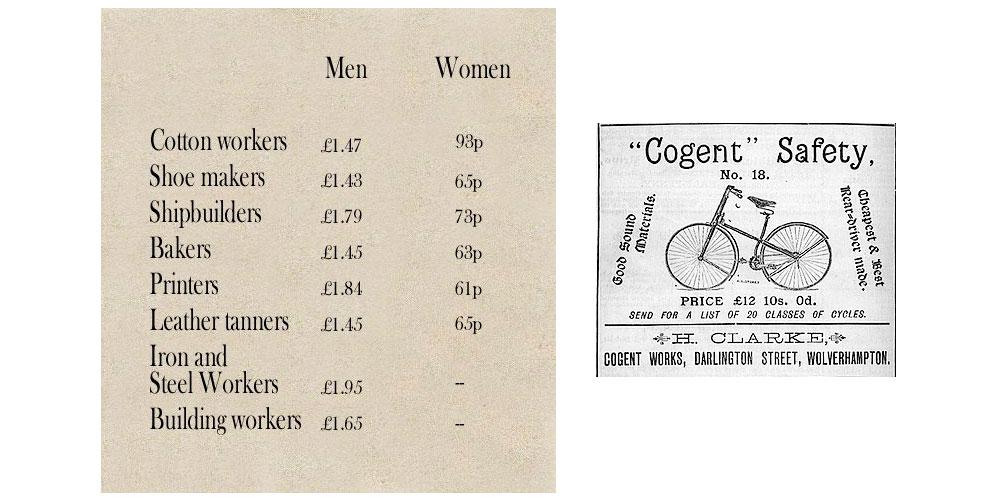 Men Women
Cotton workers £1.47 93p
Shoe makers £1.43 65p
Shipbuilders £1.79 73p
Bakers £1.45 63p
Printers £1.84 61p
Leather tanners £1.45 65p
Iron and
Steel Workers £1.95 --
Building workers £1.65 --
"Cogent" Safety,
No. 18.
Good Sound
Materials.
Cheapest & Best
Rear-driver made.
PRICE £12 10s. 0d.
SEND FOR A LIST OF 20 CLASSES OF CYCLES.
H. CLARKE,
COGENT WORKS, DARLINGTON STREET, WOLVERHAMPTON.